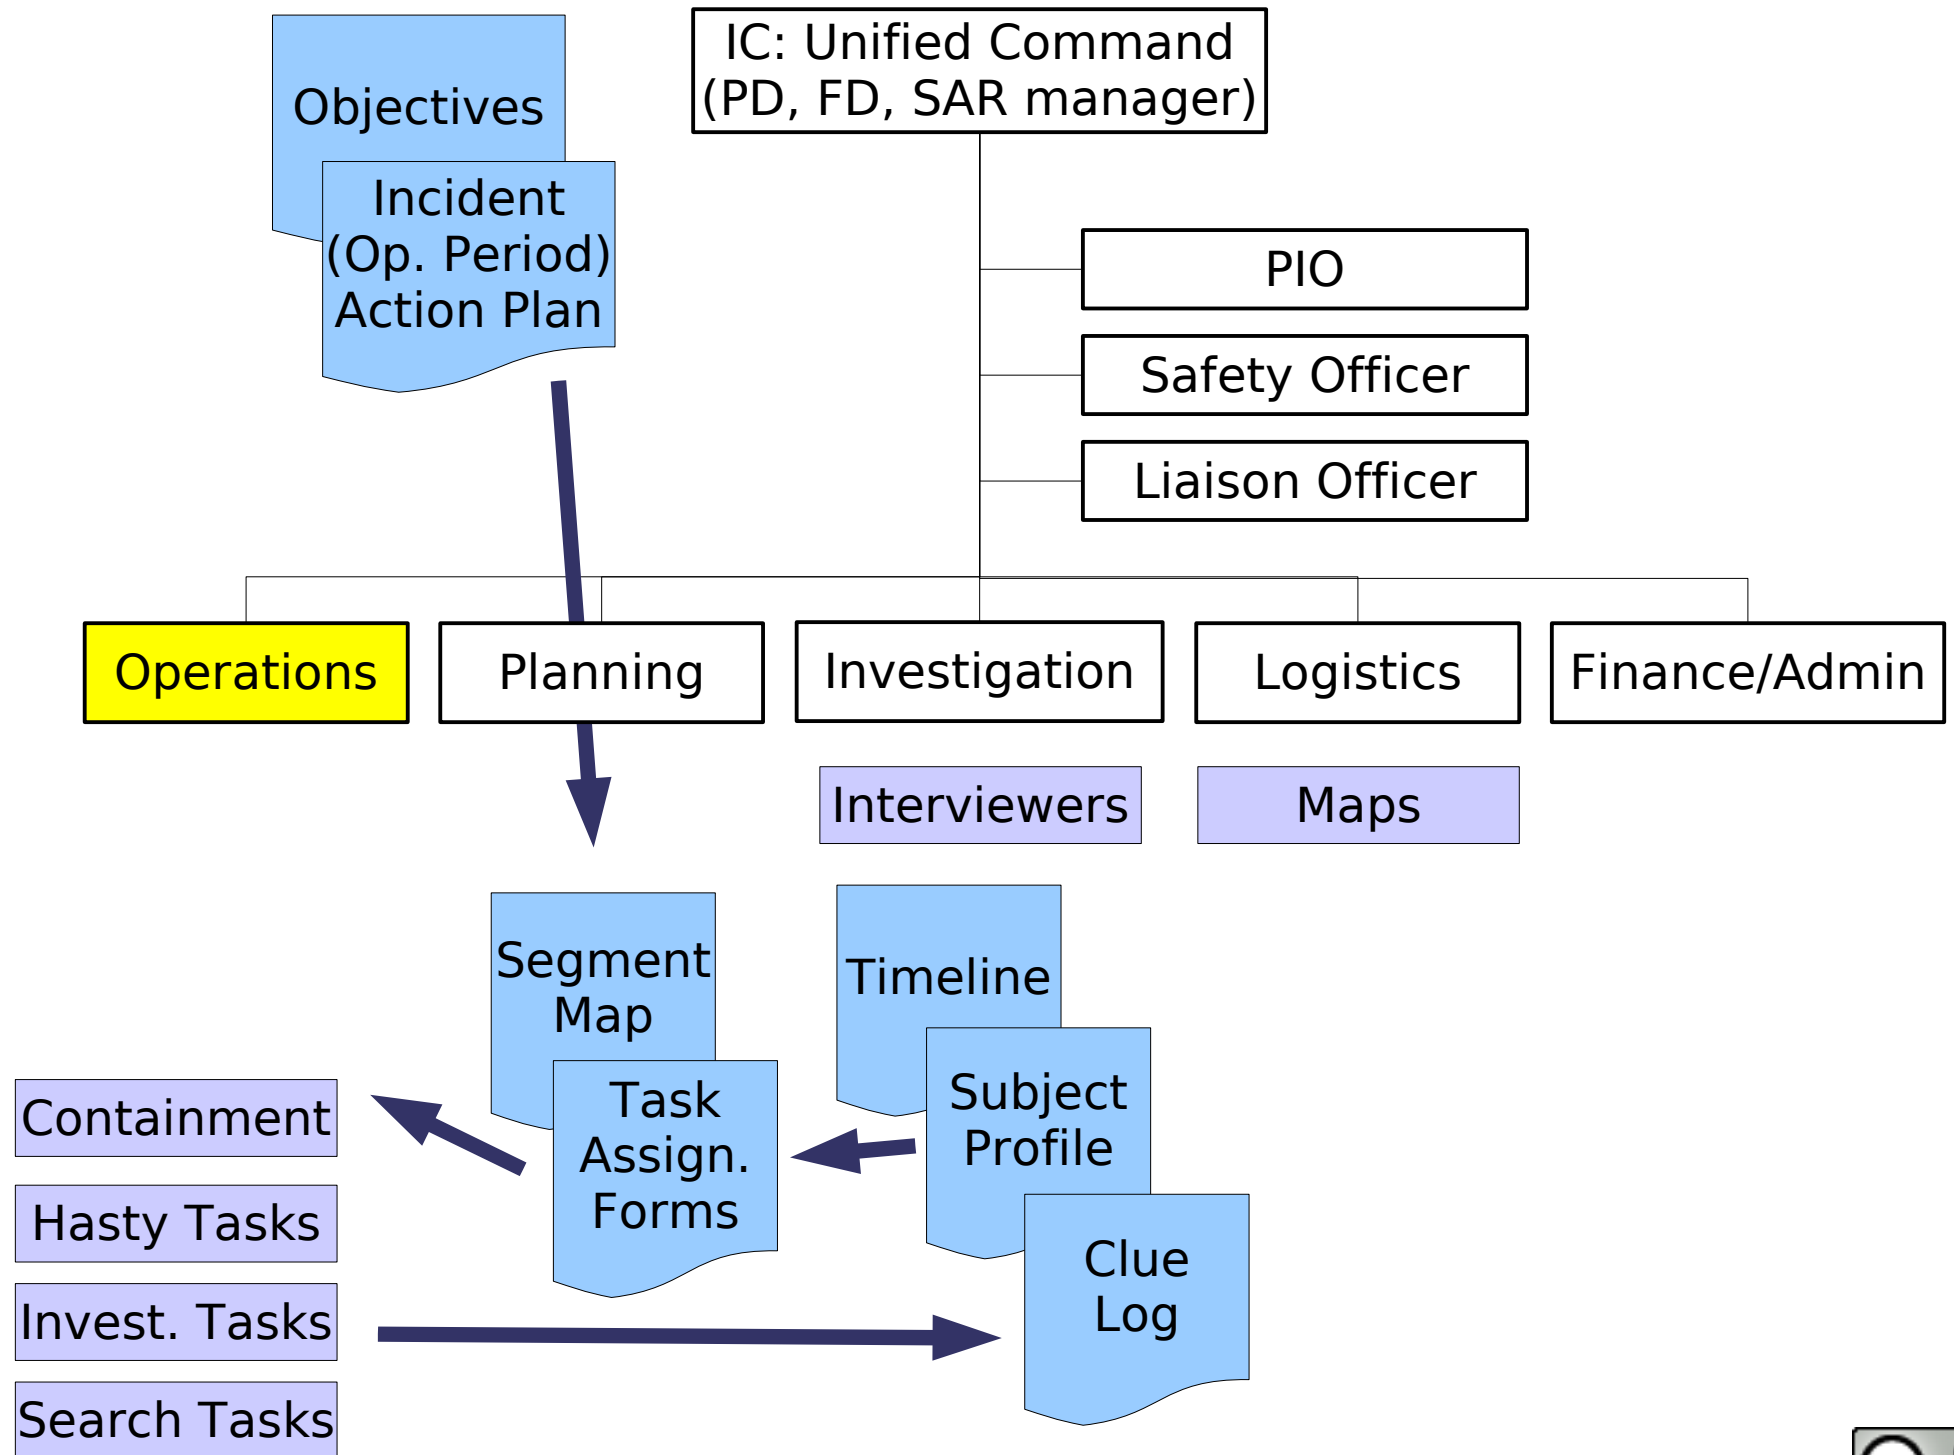 IC: Unified Command
(PD, FD, SAR manager)
Objectives
Incident
(Op. Period)
Action Plan
PIO
Safety Officer
Liaison Officer
Operations
Planning
Investigation
Logistics
Finance/Admin
Interviewers
Maps
Segment
Map
Task
Assign.
Forms
Timeline
Subject
Profile
Clue
Log
Containment
Hasty Tasks
Invest. Tasks
Search Tasks